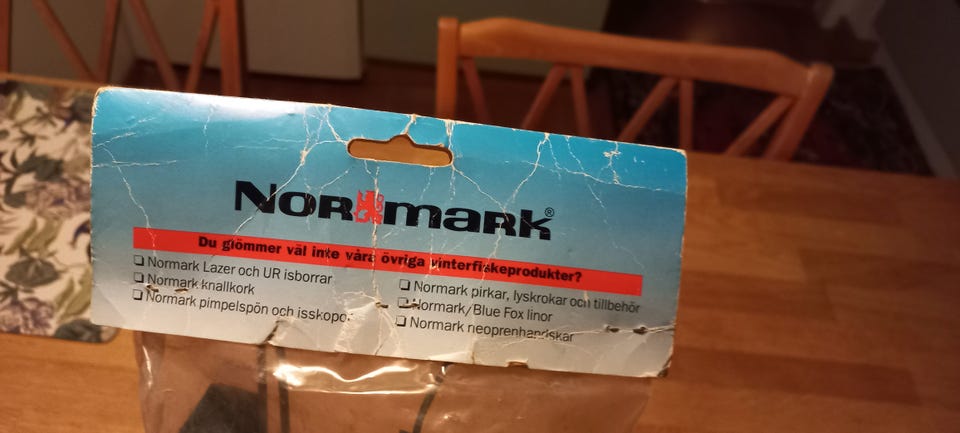 NORMARK®
Du glömmer väl inte våra övriga vinterfiskeprodukter?
❏ Normark Lazer och UR isborrar
❏ Normark knallkork
❏ Normark pimpelspön och isskopo
❏ Normark pirkar, lyskrokar och tillbehör
❏ Normark/Blue Fox linor
❏ Normark neoprenhandskar